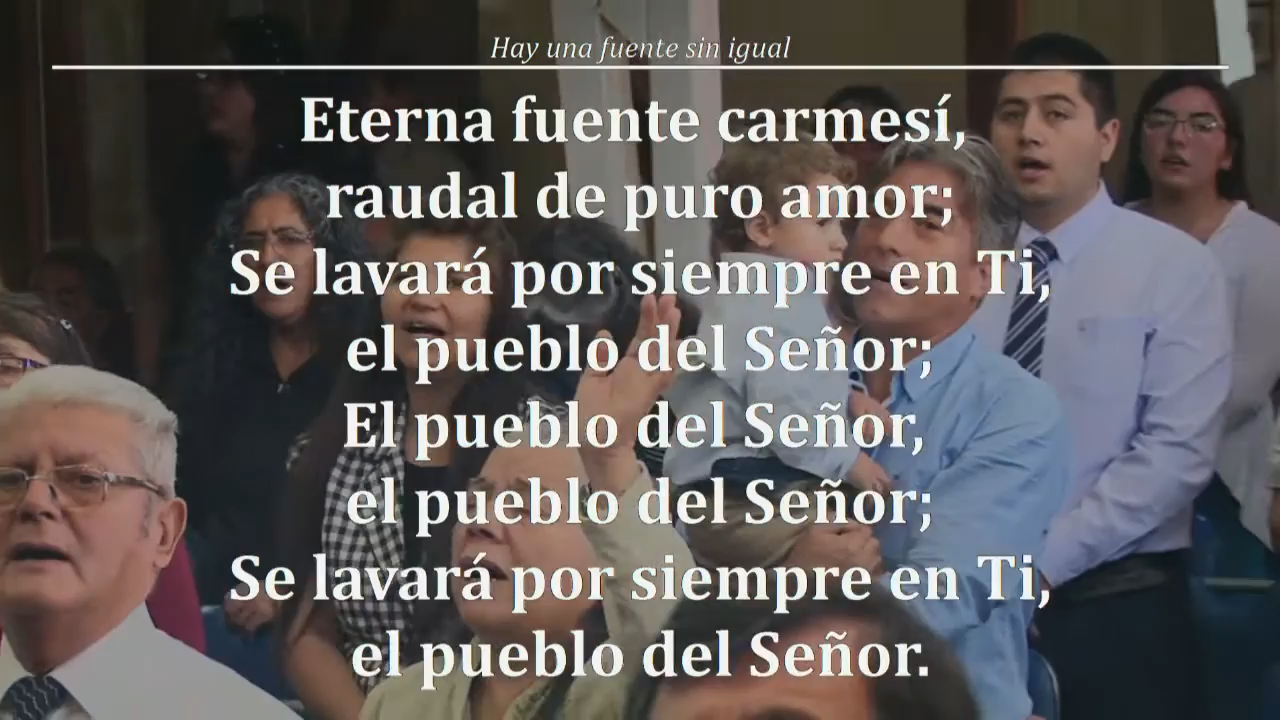 Hay una fuente sin igual
Eterna fuente carmesí,
raudal de puro amor;
Se lavará por siempre en Ti,
el pueblo del Señor;
El pueblo del Señor,
el pueblo del Señor;
Se lavará por siempre en Ti,
el pueblo del Señor.